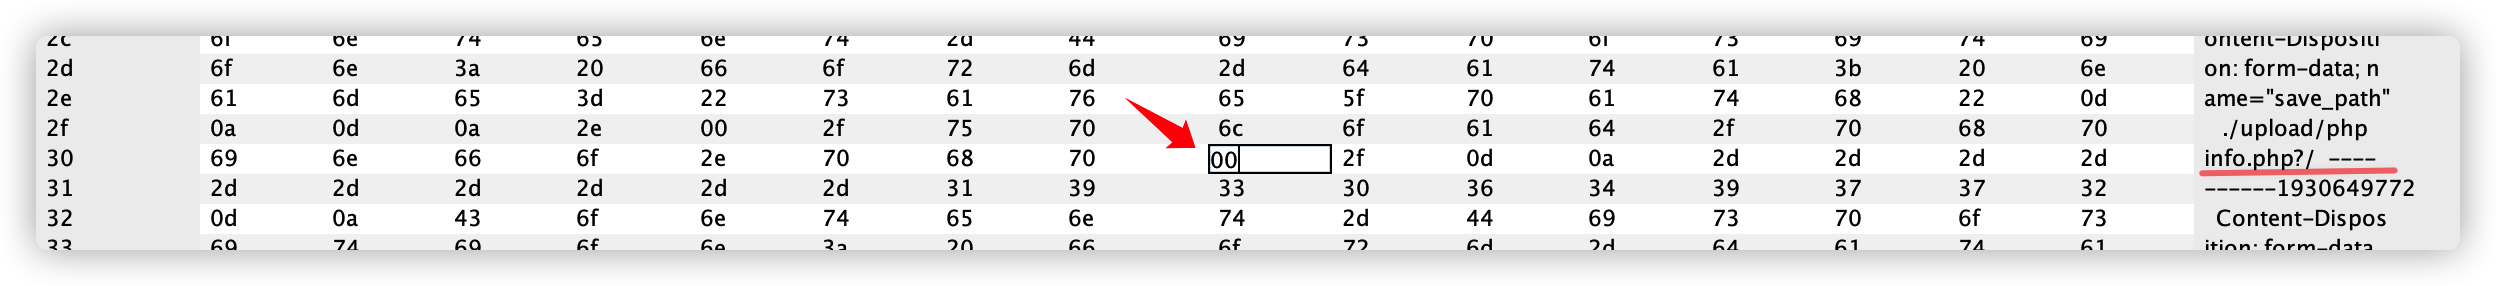 2c 6f 6e 74 65 6e 74 2d 44 69 73 70 6f 73 69 74 69 ontent-Dispositi
2d 6f 6e 3a 20 66 6f 72 6d 2d 64 61 74 61 3b 20 6e on: form-data; n
2e 61 6d 65 3d 22 73 61 76 65 5f 70 61 74 68 22 0d ame="save_path"
2f 0a 0d 0a 2e 00 2f 75 70 6c 6f 61 64 2f 70 68 70 ./upload/php
30 69 6e 66 6f 2e 70 68 70 00 2f 0d 0a 2d 2d 2d 2d info.php?/ ----
31 2d 2d 2d 2d 2d 2d 31 39 33 30 36 34 39 37 37 32 ------1930649772
32 0d 0a 43 6f 6e 74 65 6e 74 2d 44 69 73 70 6f 73 Content-Dispos
33 69 74 69 6f 6e 3a 20 66 6f 72 6d 2d 64 61 74 61 ition: form-data